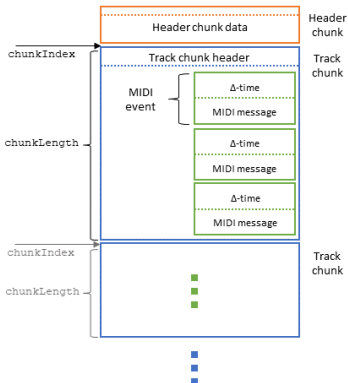 Header chunk data
Header
chunk
chunkIndex
Track chunk header
Track
chunk
MIDI
event
Δ-time
MIDI message
chunkLength
Δ-time
MIDI message
Δ-time
MIDI message
chunkIndex
Track
chunk
chunkLength